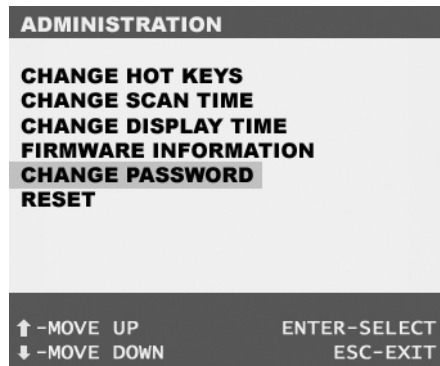 ADMINISTRATION
CHANGE HOT KEYS
CHANGE SCAN TIME
CHANGE DISPLAY TIME
FIRMWARE INFORMATION
CHANGE PASSWORD
RESET
⬆-MOVE UP ENTER-SELECT
⬇-MOVE DOWN ESC-EXIT